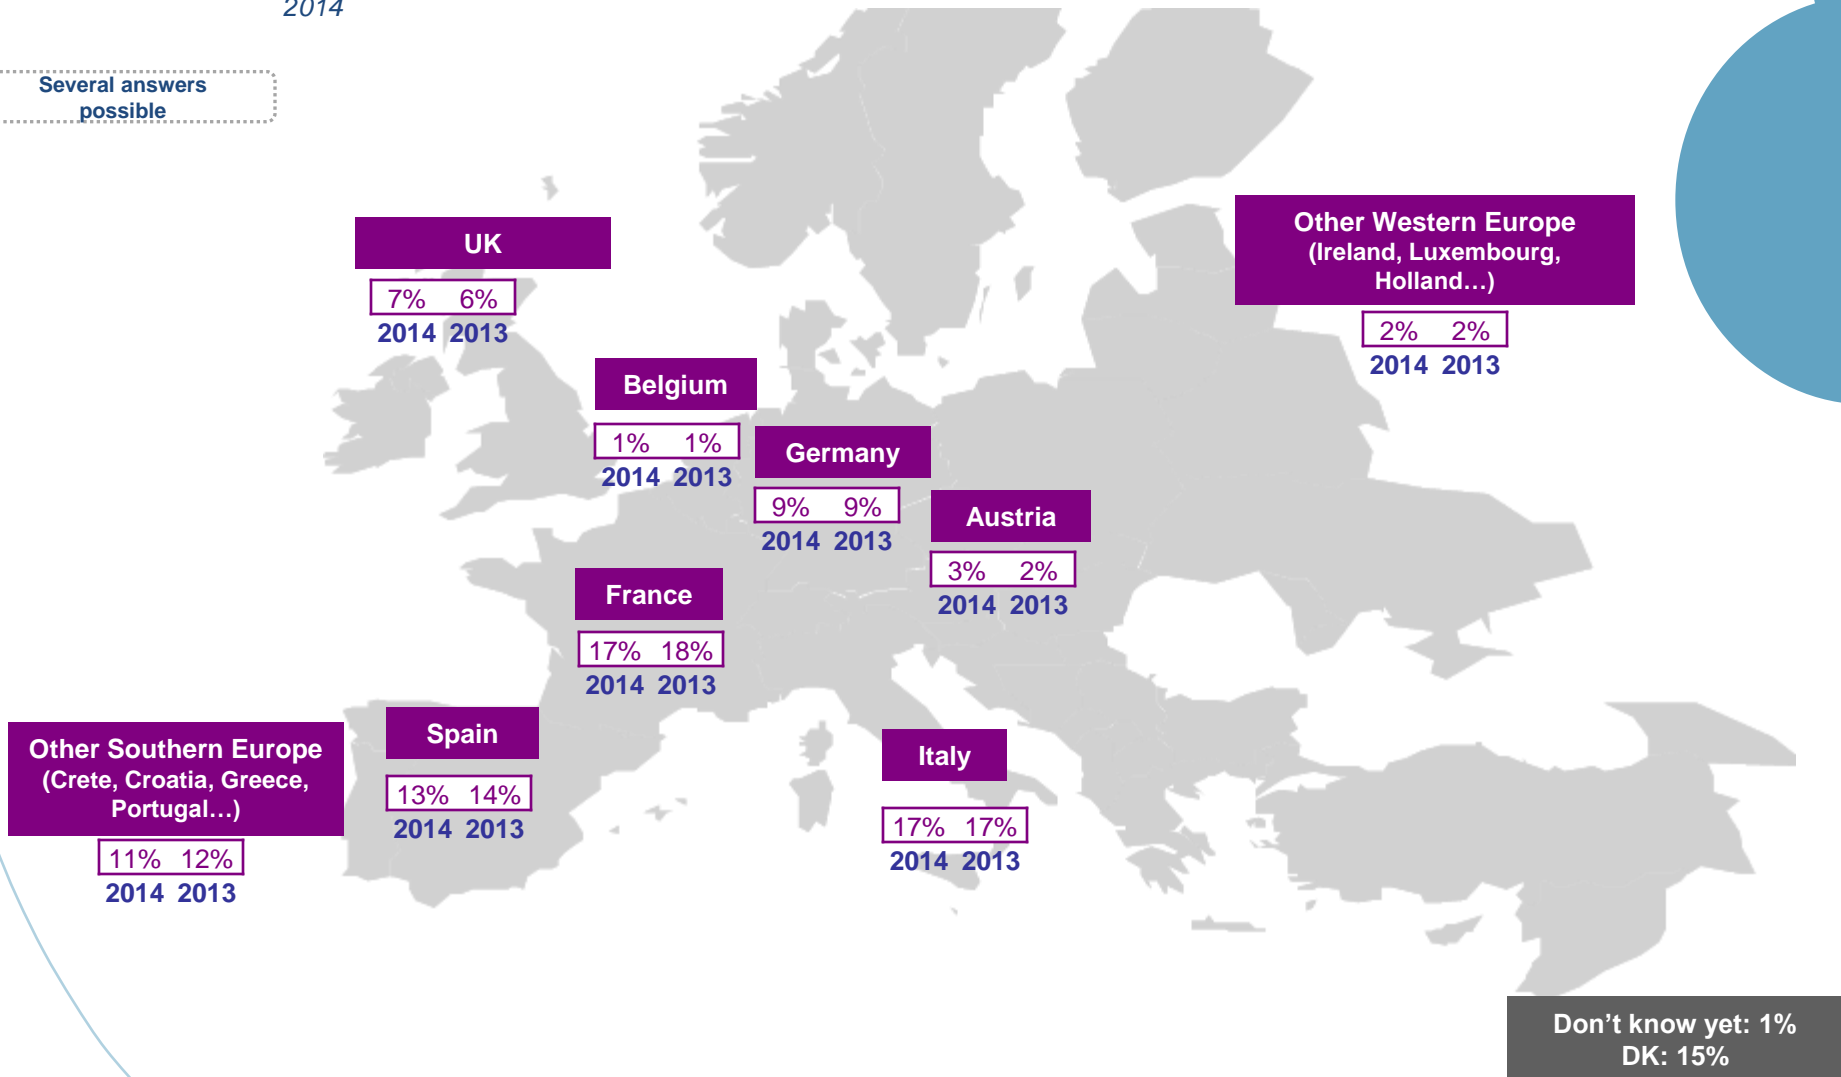 2014
Several answers
possible
UK
7% 6%
2014 2013
Other Western Europe
(Ireland, Luxembourg,
Holland…)
2% 2%
2014 2013
Belgium
1% 1%
2014 2013
Germany
9% 9%
2014 2013
Austria
3% 2%
2014 2013
France
17% 18%
2014 2013
Spain
13% 14%
2014 2013
Other Southern Europe
(Crete, Croatia, Greece,
Portugal…)
11% 12%
2014 2013
Italy
17% 17%
2014 2013
Don’t know yet: 1%
DK: 15%